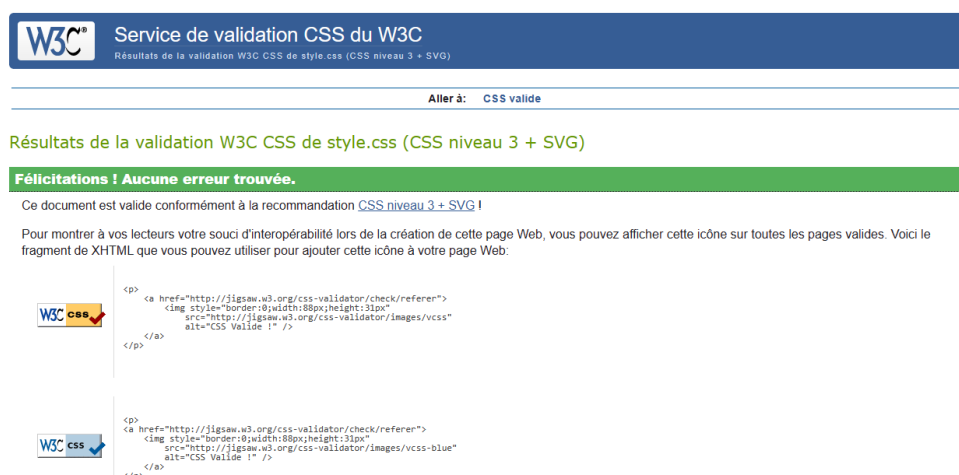 W3C®
Service de validation CSS du W3C
Résultats de la validation W3C CSS de style.css (CSS niveau 3 + SVG)
Aller à: CSS valide
Résultats de la validation W3C CSS de style.css (CSS niveau 3 + SVG)
Félicitations ! Aucune erreur trouvée.
Ce document est valide conformément à la recommandation CSS niveau 3 + SVG !
Pour montrer à vos lecteurs votre souci d'interopérabilité lors de la création de cette page Web, vous pouvez afficher cette icône sur toutes les pages valides. Voici le
fragment de XHTML que vous pouvez utiliser pour ajouter cette icône à votre page Web:
W3C css
<p>
<a href="http://jigsaw.w3.org/css-validator/check/referer">
<img style="border:0;width:88px;height:31px"
src="http://jigsaw.w3.org/css-validator/images/vcss"
alt="CSS Valide !" />
</a>
</p>
W3C css
<p>
<a href="http://jigsaw.w3.org/css-validator/check/referer">
<img style="border:0;width:88px;height:31px"
src="http://jigsaw.w3.org/css-validator/images/vcss-blue"
alt="CSS Valide !" />
</a>